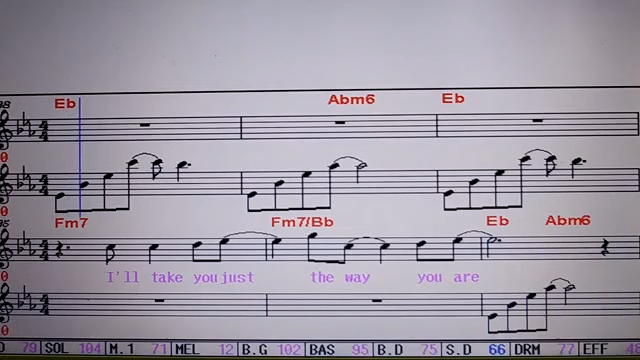 Eb Abm6 Eb
Fm7 Fm7/Bb Eb Abm6
I'll take you just the way you are
79 SOL 104 M.1 71 MEL 12 B.G 102 BAS 95 B.D 75 S.D 66 DRM 77 EFF